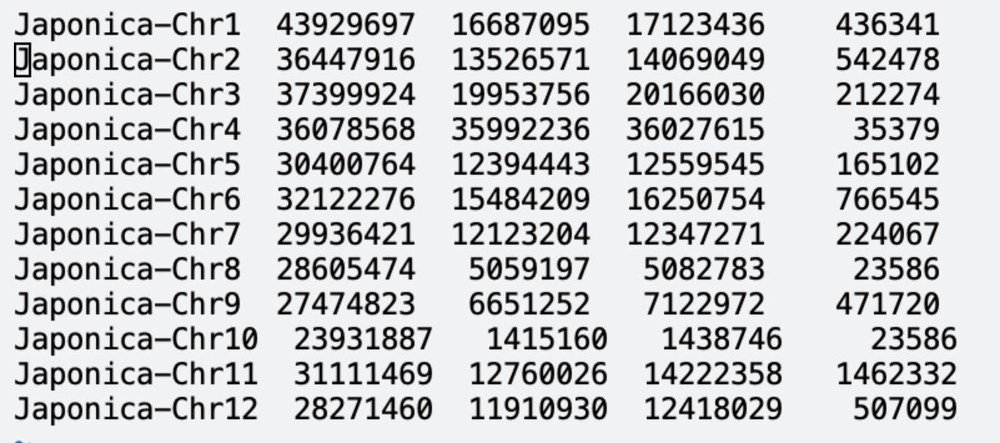 Japonica-Chr1  43929697  16687095  17123436    436341
Japonica-Chr2  36447916  13526571  14069049    542478
Japonica-Chr3  37399924  19953756  20166030    212274
Japonica-Chr4  36078568  35992236  36027615     35379
Japonica-Chr5  30400764  12394443  12559545    165102
Japonica-Chr6  32122276  15484209  16250754    766545
Japonica-Chr7  29936421  12123204  12347271    224067
Japonica-Chr8  28605474   5059197   5082783     23586
Japonica-Chr9  27474823   6651252   7122972    471720
Japonica-Chr10  23931887   1415160   1438746     23586
Japonica-Chr11  31111469  12760026  14222358   1462332
Japonica-Chr12  28271460  11910930  12418029    507099